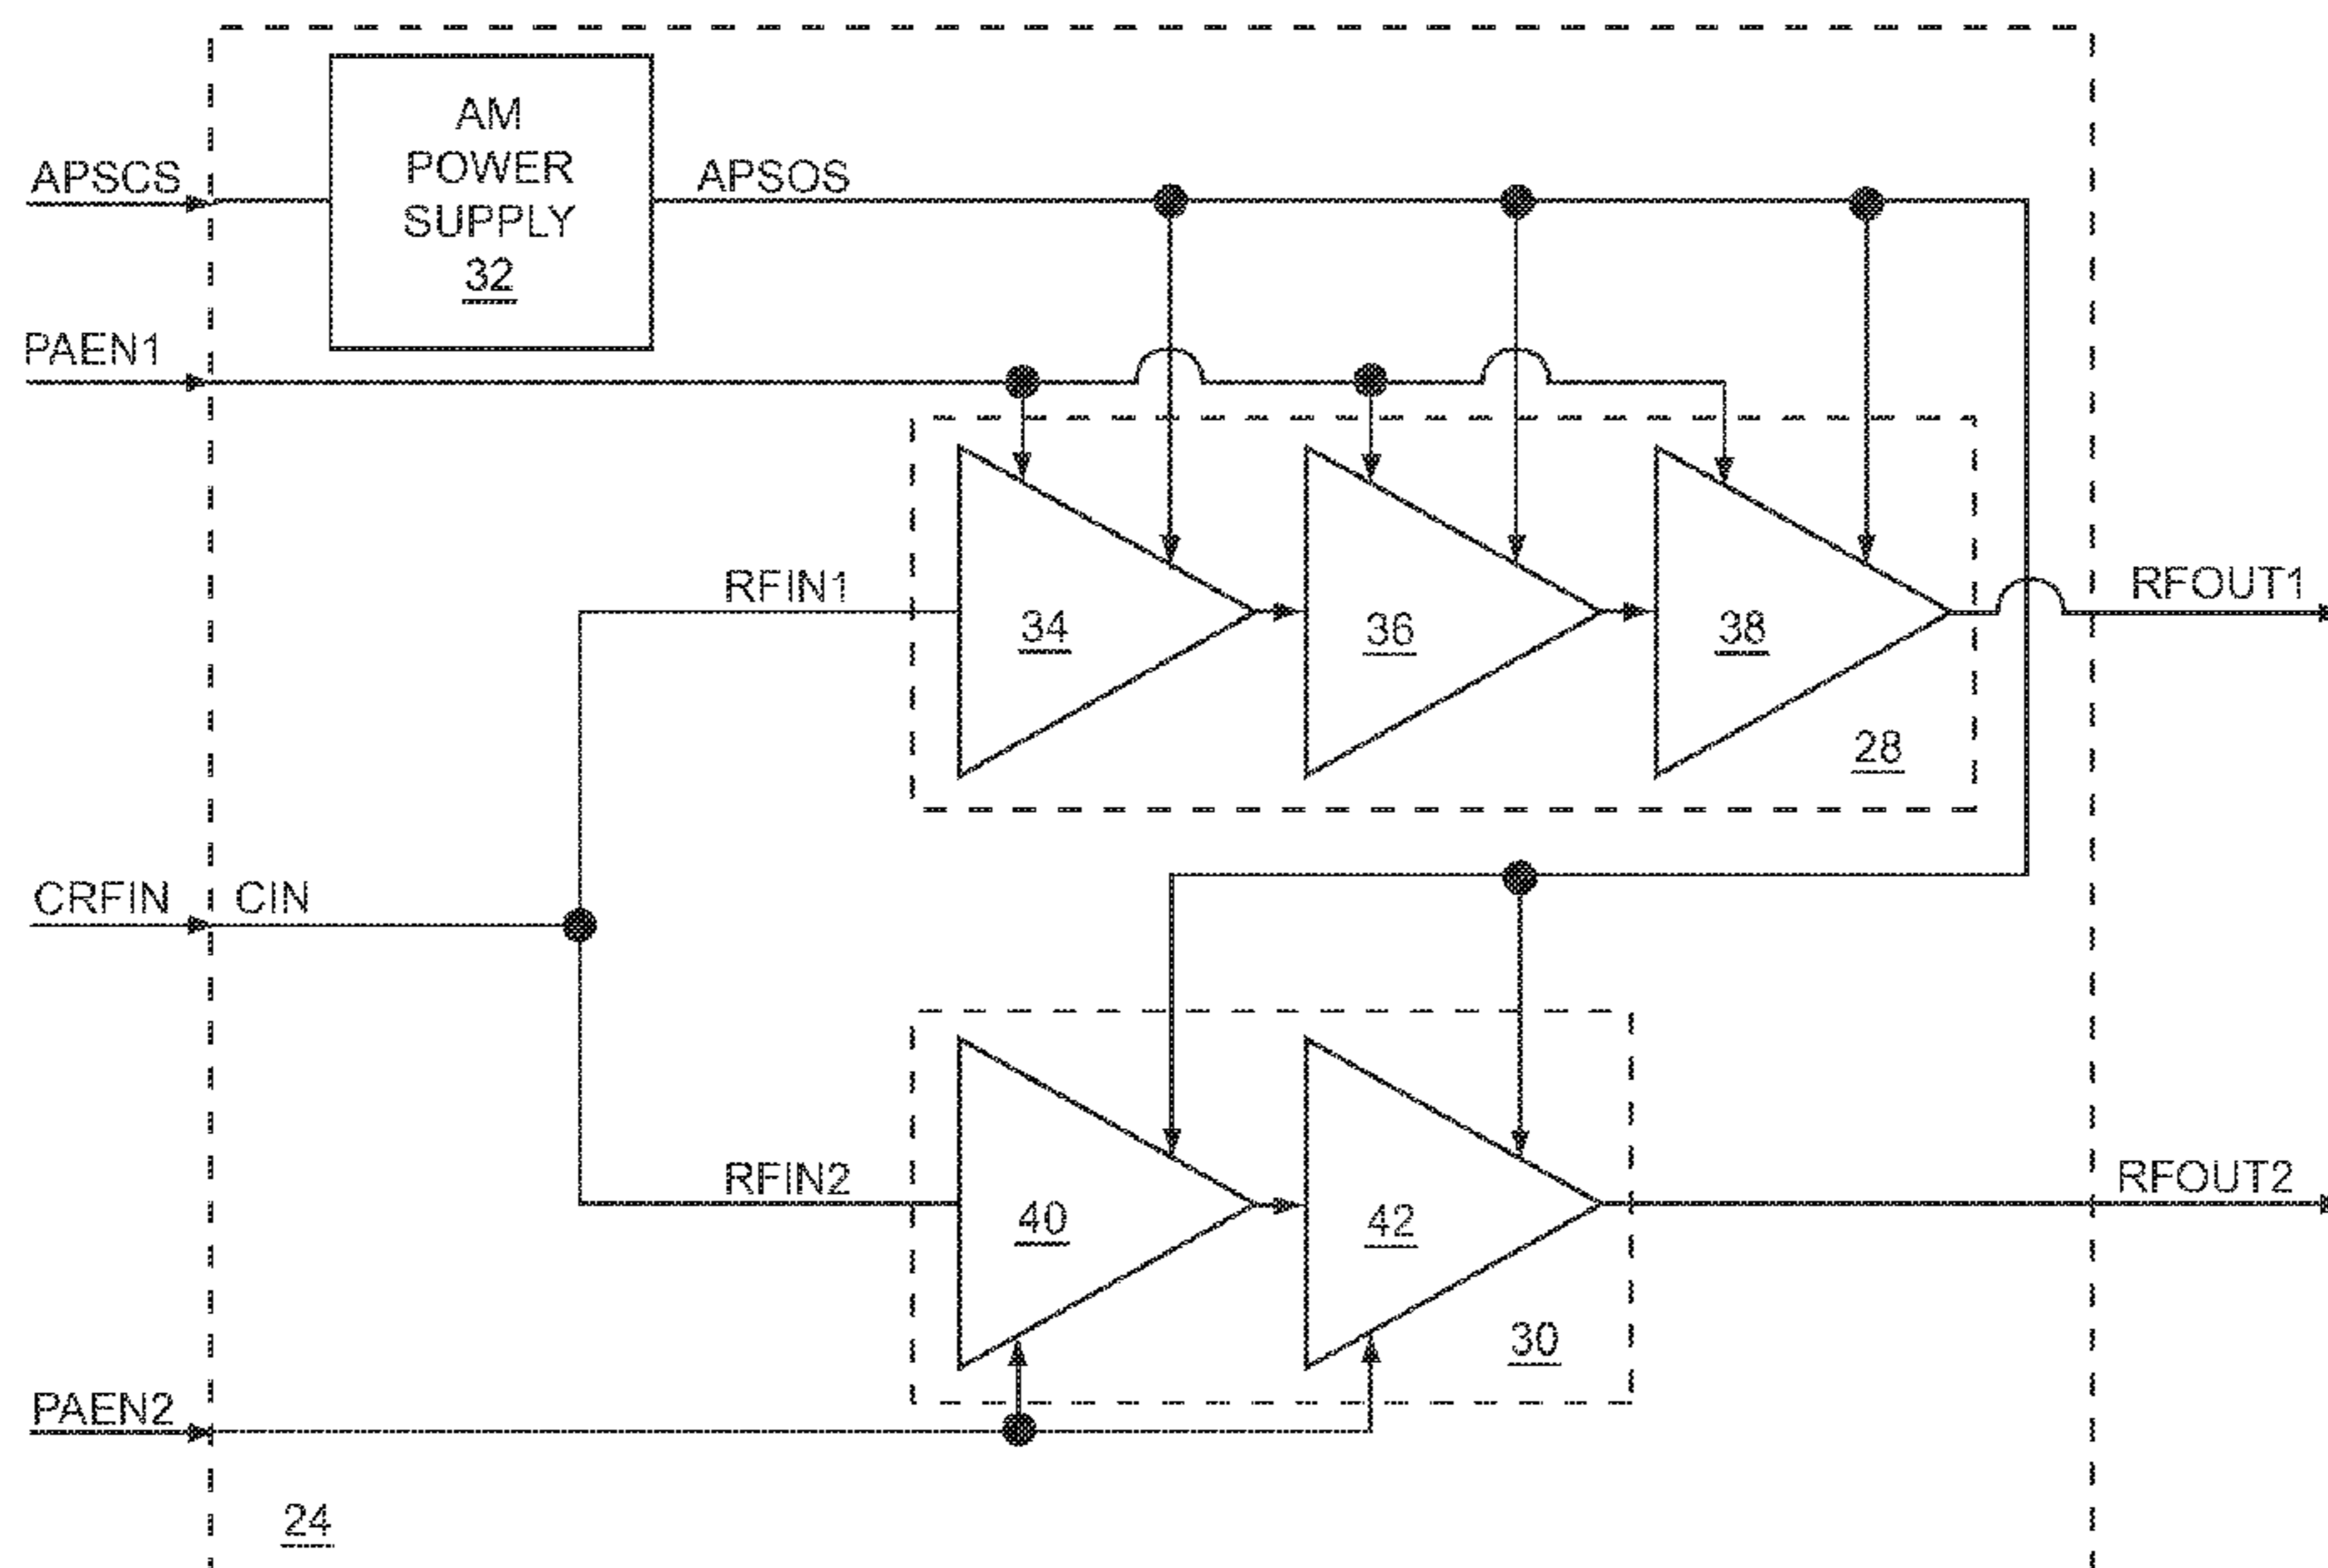 AM
POWER
SUPPLY
32
APSCS
APSOS
PAEN1
RFIN1
34
36
38
RFOUT1
28
CRFIN
CIN
RFIN2
40
42
RFOUT2
30
PAEN2
24